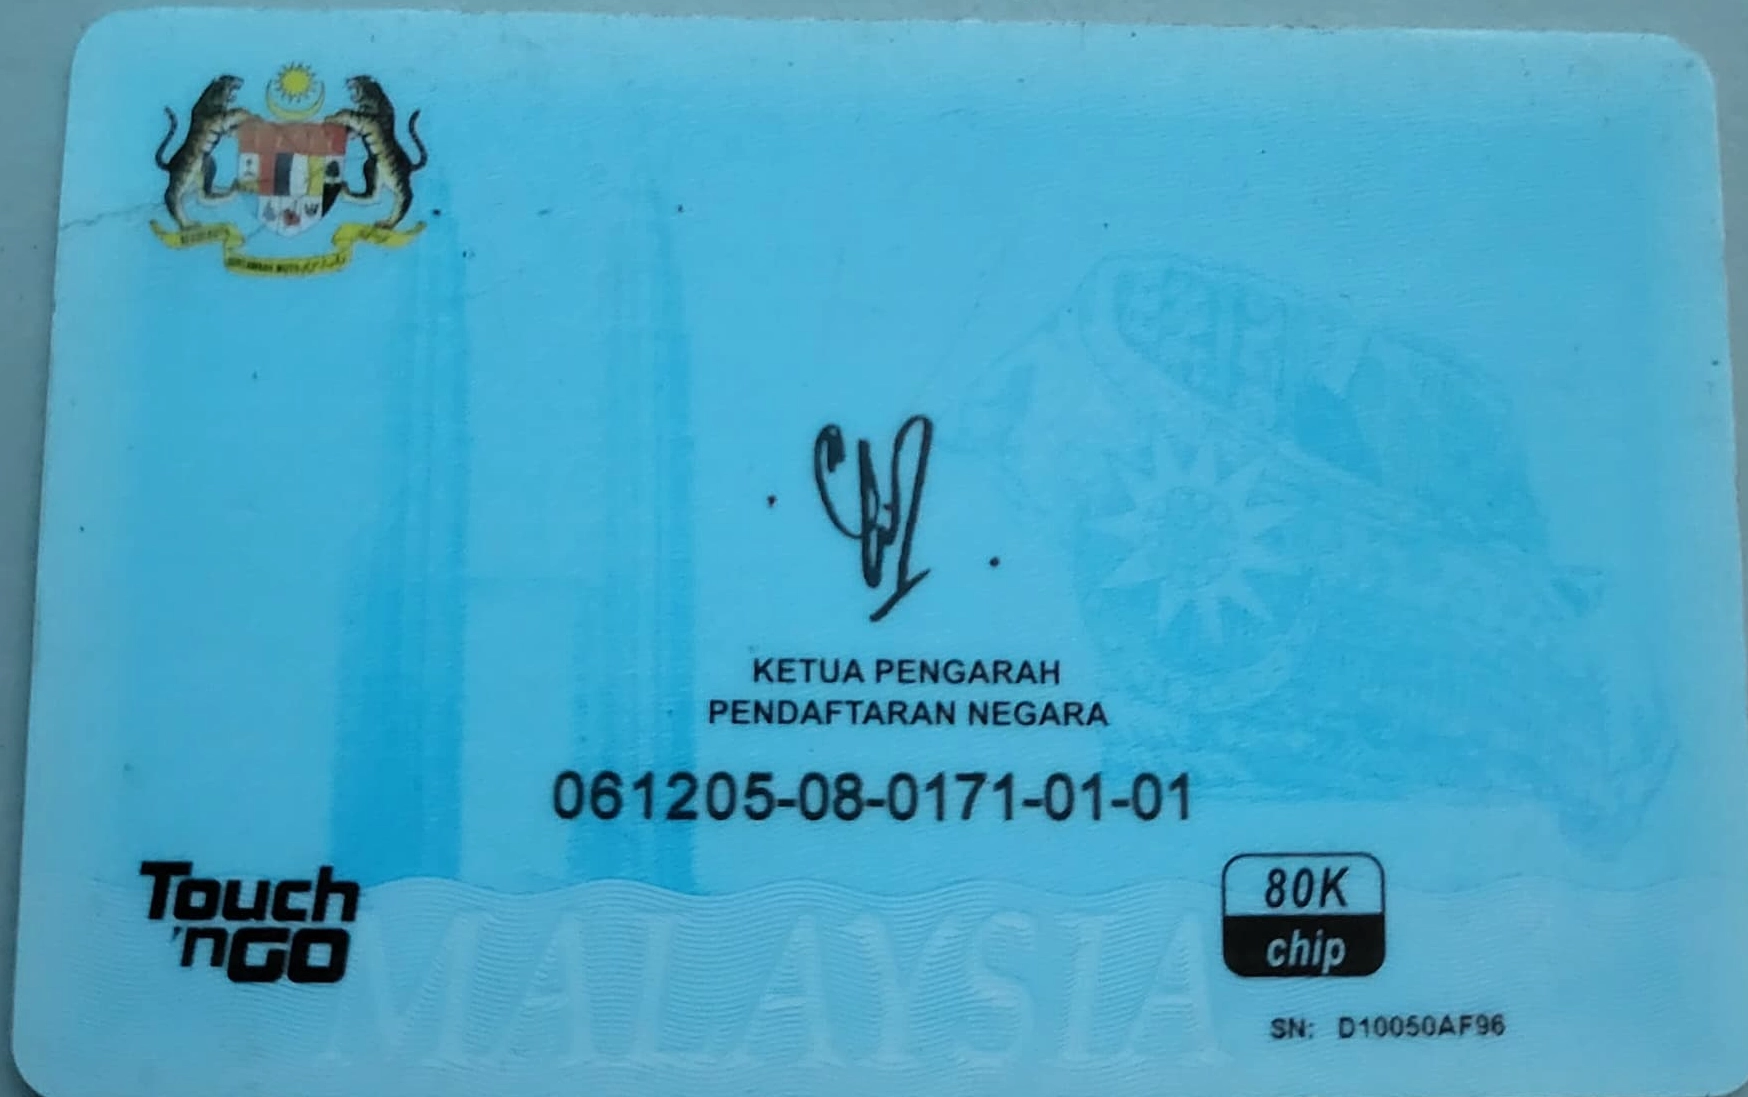 KETUA PENGARAH
PENDAFTARAN NEGARA
061205-08-0171-01-01
Touch
'nGO
80K
chip
MALAYSIA
SN: D10050AF96